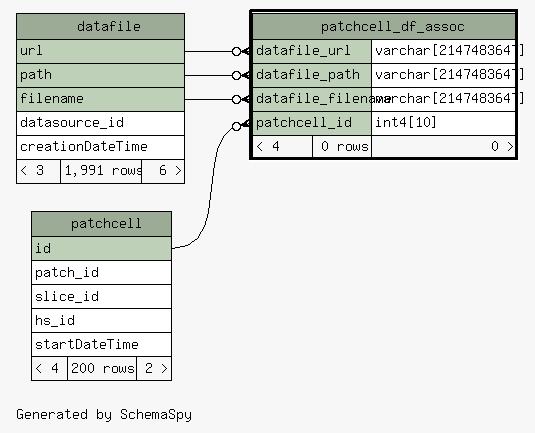 datafile
url
path
filename
datasource_id
creationDateTime
< 3 1,991 rows 6 >
patchcell_df_assoc
datafile_url varchar[2147483647]
datafile_path varchar[2147483647]
datafile_filename varchar[2147483647]
patchcell_id int4[10]
< 4 0 rows 0 >
patchcell
id
patch_id
slice_id
hs_id
startDateTime
< 4 200 rows 2 >
Generated by SchemaSpy